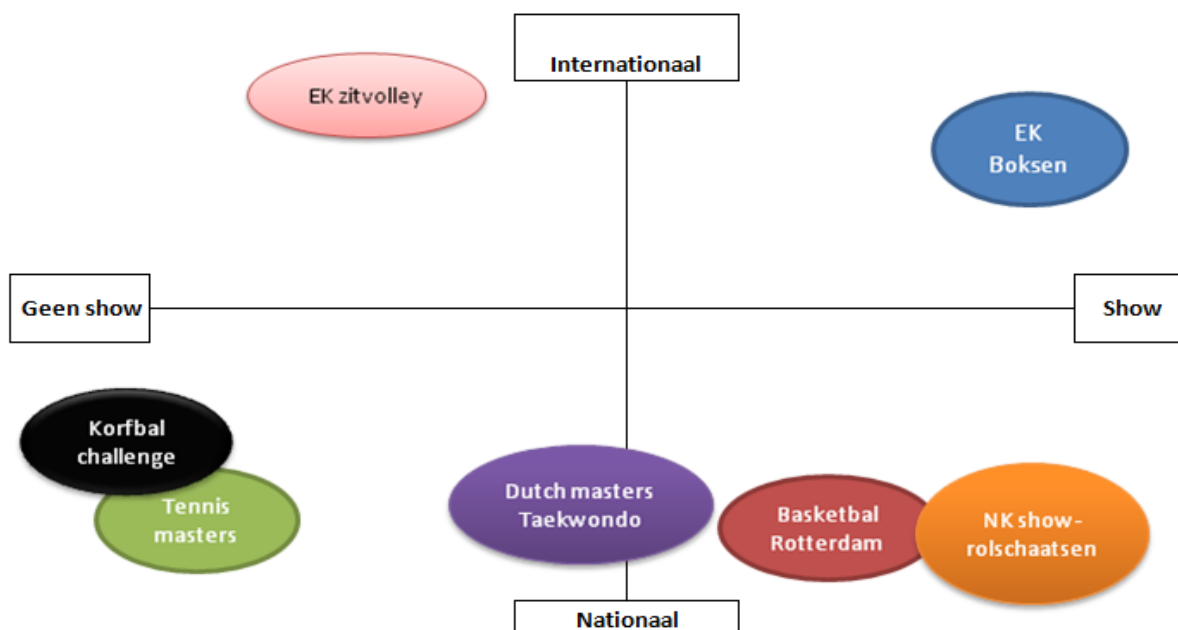 Internationaal
EK zitvolley
EK
Boksen
Geen show
Show
Korfbal
challenge
Tennis
masters
Dutch masters
Taekwondo
Basketbal
Rotterdam
NK show-
rolschaatsen
Nationaal